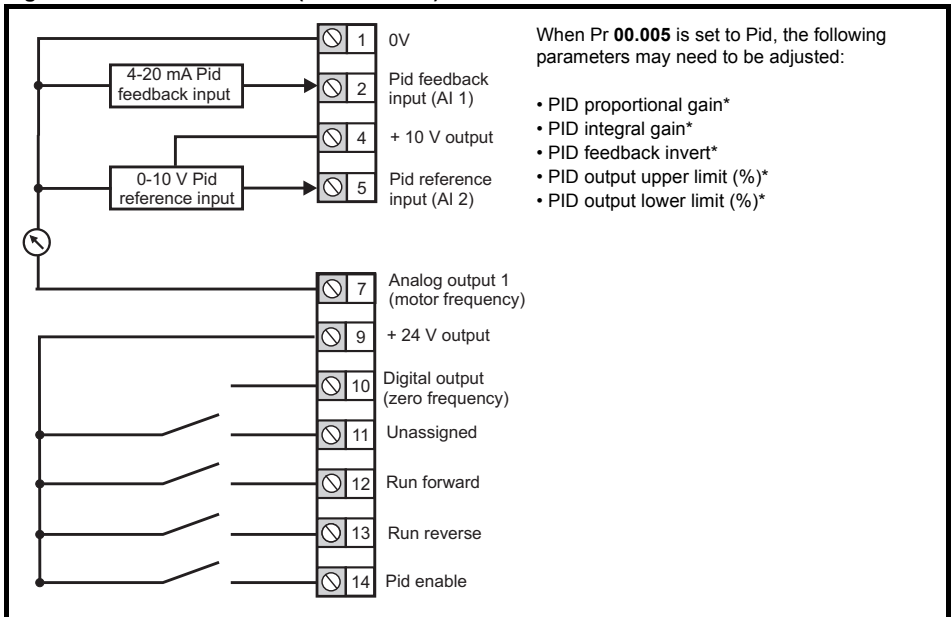 1 0V
4-20 mA Pid
feedback input
2 Pid feedback
input (AI 1)
4 + 10 V output
0-10 V Pid
reference input
5 Pid reference
input (AI 2)
7 Analog output 1
(motor frequency)
9 + 24 V output
10 Digital output
(zero frequency)
11 Unassigned
12 Run forward
13 Run reverse
14 Pid enable
When Pr 00.005 is set to Pid, the following
parameters may need to be adjusted:
• PID proportional gain*
• PID integral gain*
• PID feedback invert*
• PID output upper limit (%)*
• PID output lower limit (%)*